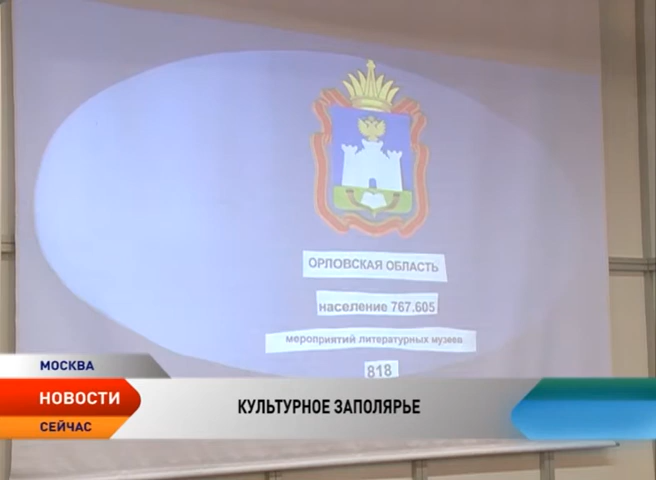 ОРЛОВСКАЯ ОБЛАСТЬ
население 767.605
мероприятий литературных музеев
818
МОСКВА
НОВОСТИ
СЕЙЧАС
КУЛЬТУРНОЕ ЗАПОЛЯРЬЕ